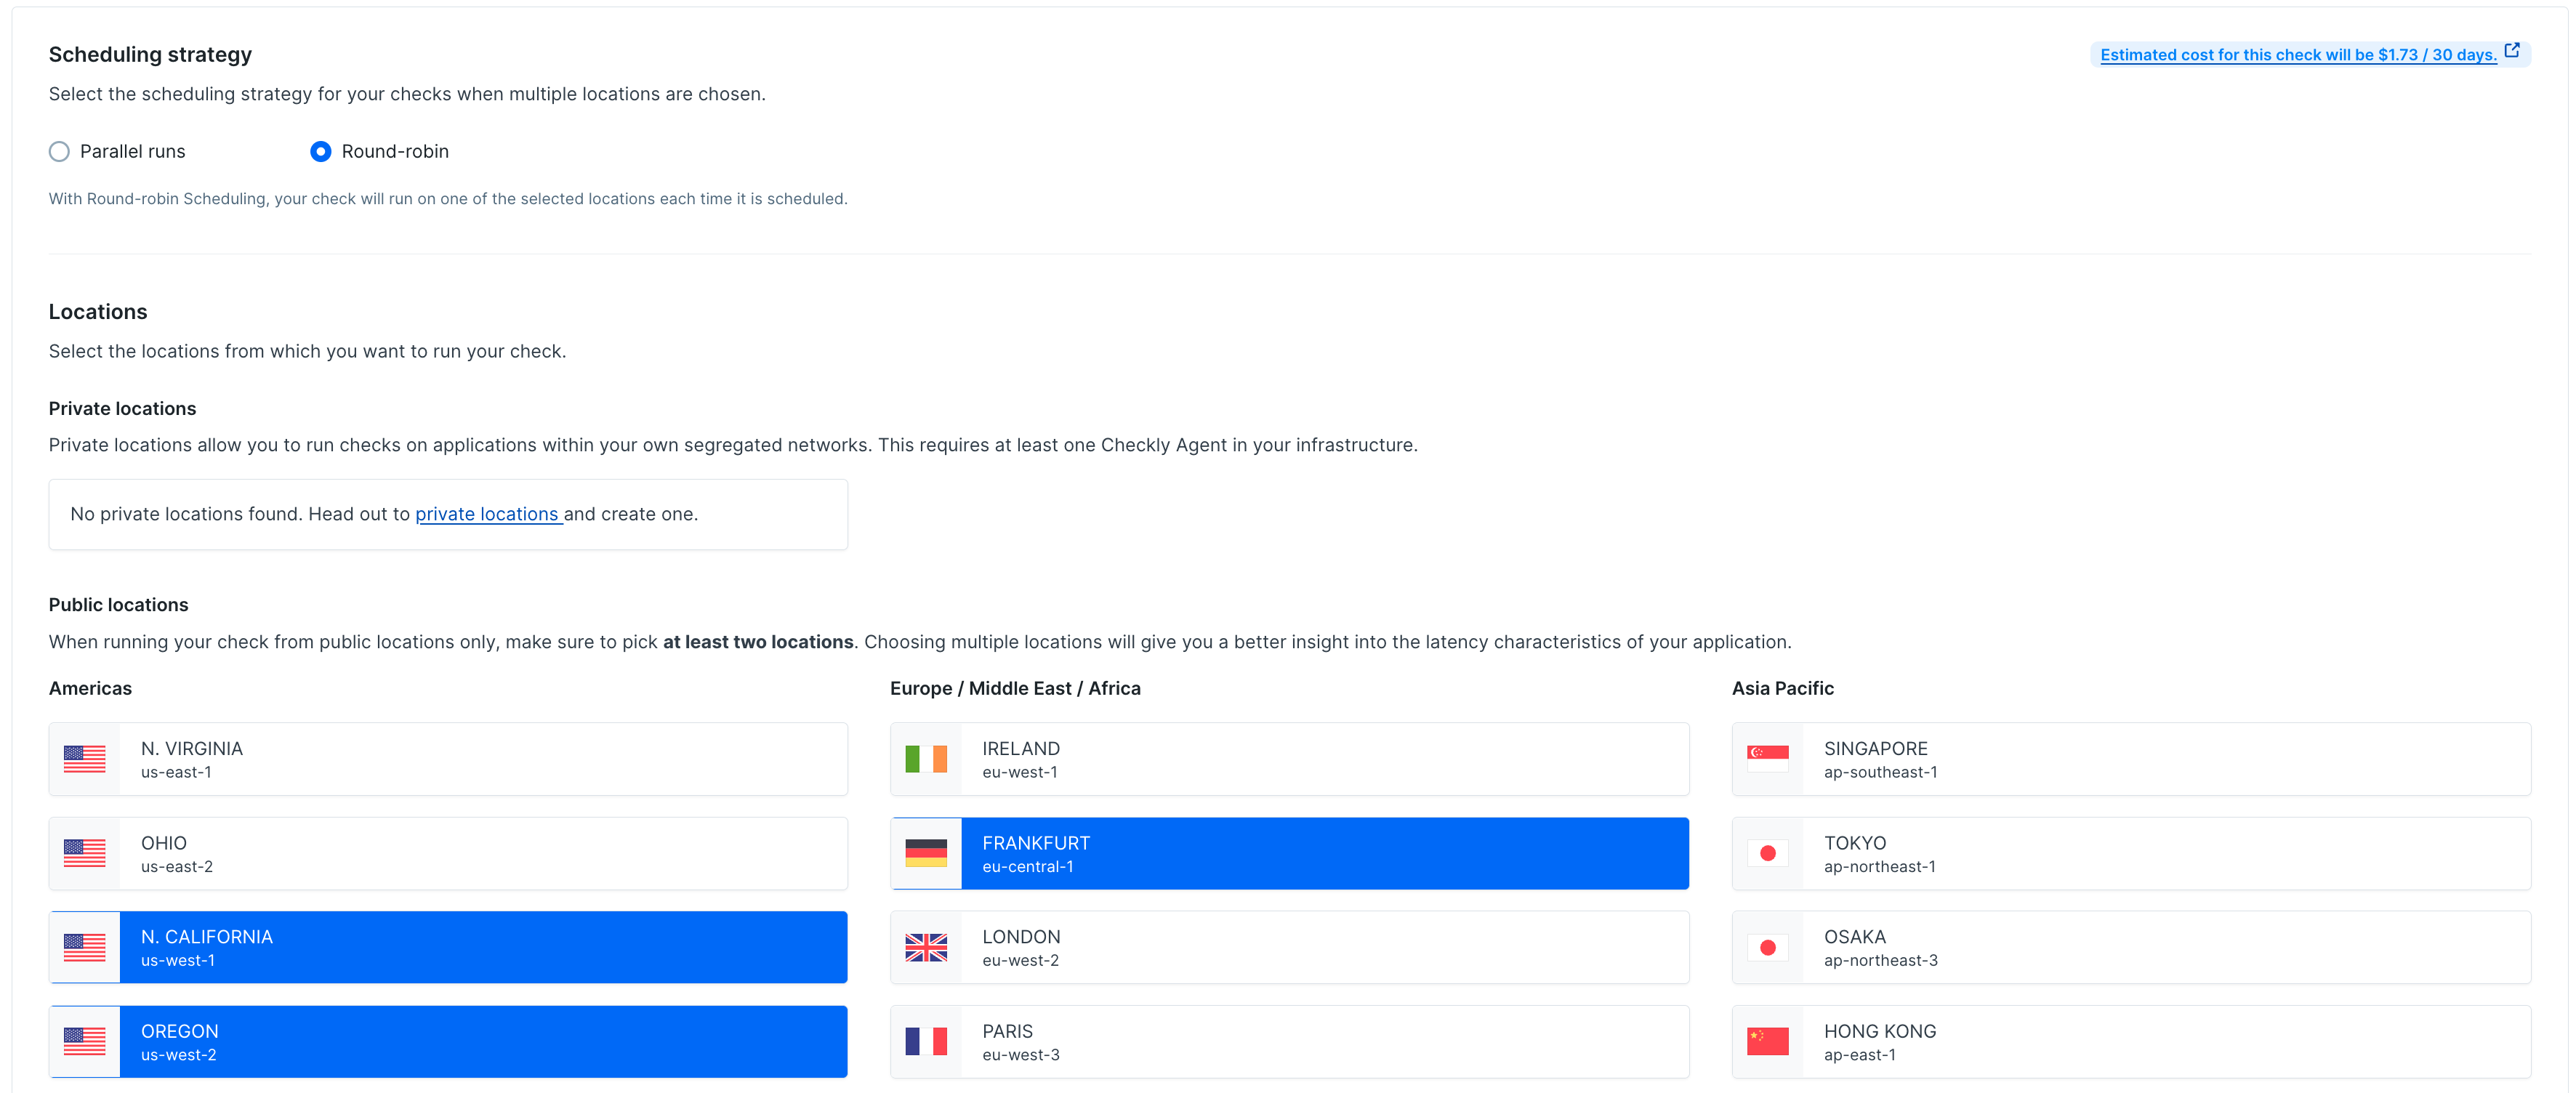 Scheduling strategy
Estimated cost for this check will be $1.73 / 30 days.
Select the scheduling strategy for your checks when multiple locations are chosen.
Parallel runs
Round-robin
With Round-robin Scheduling, your check will run on one of the selected locations each time it is scheduled.
Locations
Select the locations from which you want to run your check.
Private locations
Private locations allow you to run checks on applications within your own segregated networks. This requires at least one Checkly Agent in your infrastructure.
No private locations found. Head out to private locations and create one.
Public locations
When running your check from public locations only, make sure to pick at least two locations. Choosing multiple locations will give you a better insight into the latency characteristics of your application.
Americas
N. VIRGINIA
us-east-1
OHIO
us-east-2
N. CALIFORNIA
us-west-1
OREGON
us-west-2
Europe / Middle East / Africa
IRELAND
eu-west-1
FRANKFURT
eu-central-1
LONDON
eu-west-2
PARIS
eu-west-3
Asia Pacific
SINGAPORE
ap-southeast-1
TOKYO
ap-northeast-1
OSAKA
ap-northeast-3
HONG KONG
ap-east-1